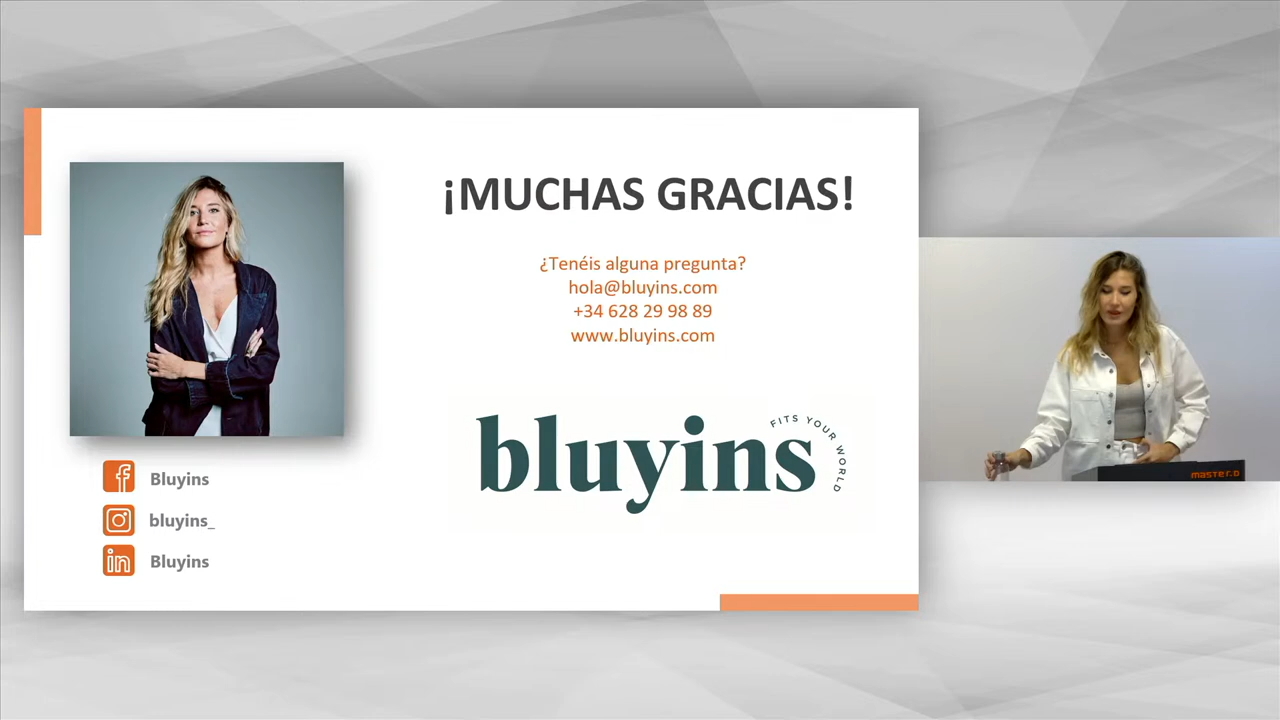 ¡MUCHAS GRACIAS!
¿Tenéis alguna pregunta?
hola@bluyins.com
+34 628 29 98 89
www.bluyins.com
bluyins
FITS YOUR WORLD
Bluyins
bluyins_
Bluyins
master.D